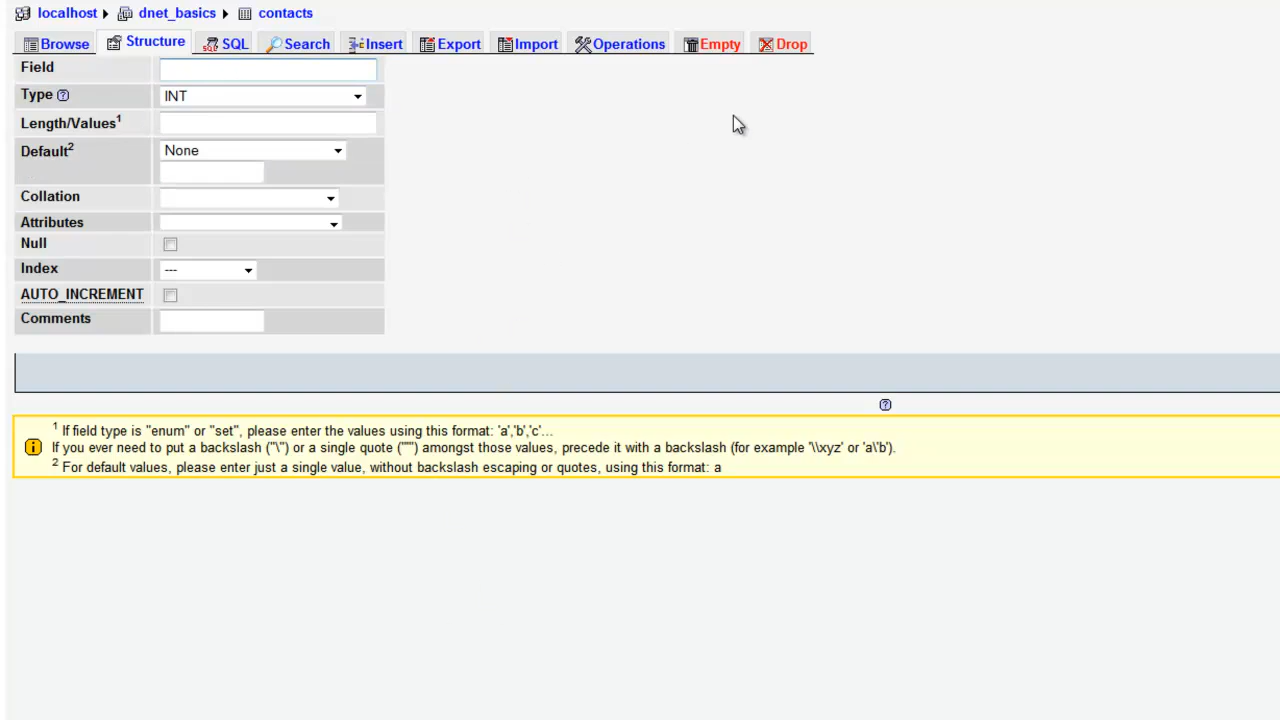 localhost dnet_basics contacts
Browse Structure SQL Search Insert Export Import Operations Empty Drop
Field
Type INT
Length/Values1
Default2 None
Collation
Attributes
Null
Index ---
AUTO_INCREMENT
Comments
1 If field type is "enum" or "set", please enter the values using this format: 'a','b','c'...
If you ever need to put a backslash ("\") or a single quote ("'") amongst those values, precede it with a backslash (for example '\\xyz' or 'a\'b').
2 For default values, please enter just a single value, without backslash escaping or quotes, using this format: a